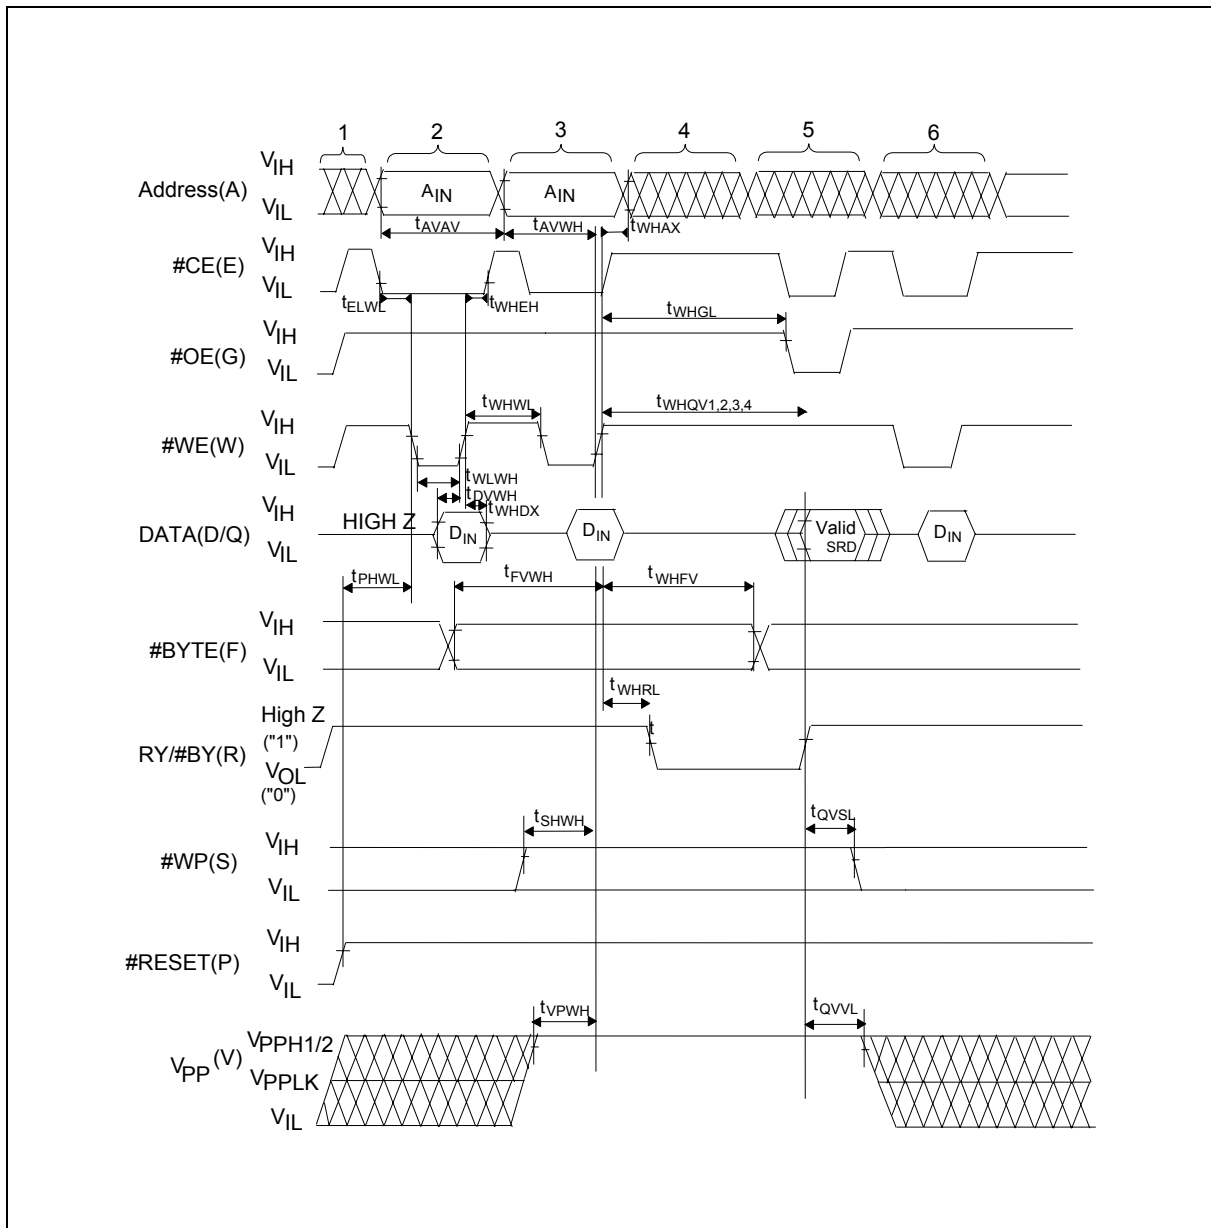 1 2 3 4 5 6
Address(A) VIH VIL AIN AIN
tAVAV tAVWH tWHAX
#CE(E) VIH VIL
tELWL tWHEH tWHGL
#OE(G) VIH VIL
tWHWL tWHQV1,2,3,4
#WE(W) VIH VIL
tWLWH
tDVWH
tWHDX
DATA(D/Q) VIH VIL HIGH Z DIN DIN Valid SRD DIN
tPHWL tFVWH tWHFV
#BYTE(F) VIH VIL
tWHRL
RY/#BY(R) High Z ("1") VOL ("0") t
tSHWH tQVSL
#WP(S) VIH VIL
#RESET(P) VIH VIL
tVPWH tQVVL
VPP (V) VPPH1/2 VPPLK VIL